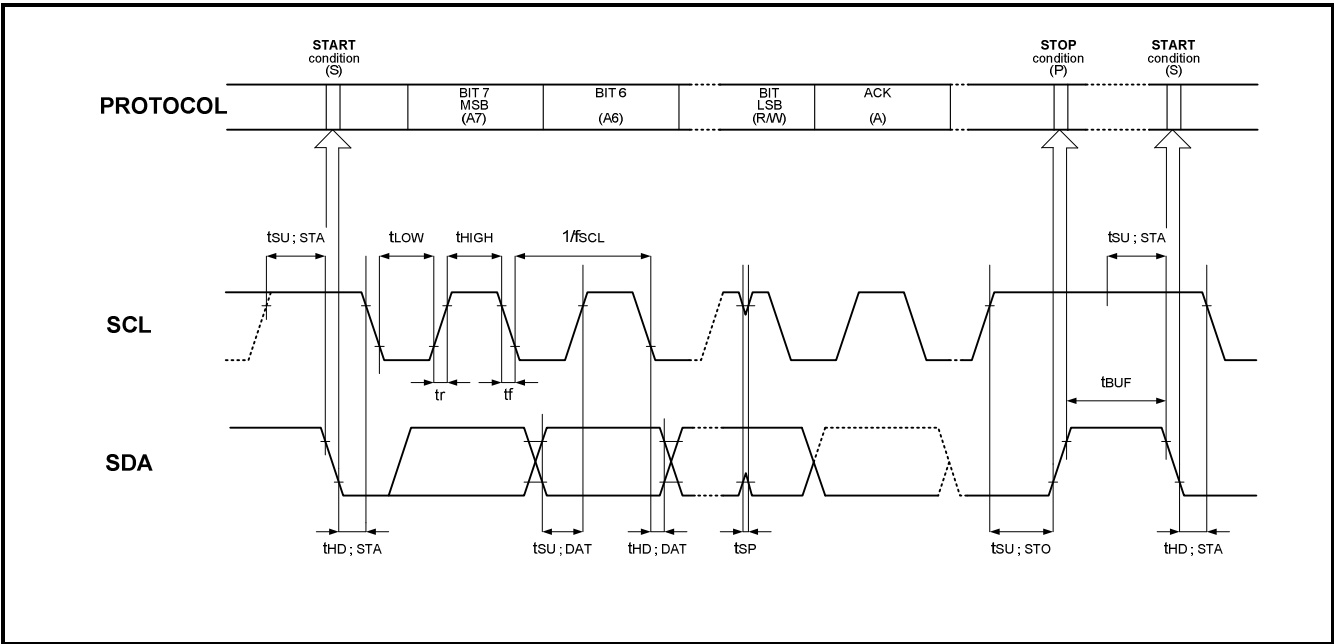 START
condition
(S)
STOP
condition
(P)
START
condition
(S)
PROTOCOL
BIT 7
MSB
(A7)
BIT 6
(A6)
BIT
LSB
(R/W)
ACK
(A)
tSU ; STA
tLOW
tHIGH
1/fSCL
tSU ; STA
SCL
tr
tf
tBUF
SDA
tHD ; STA
tSU ; DAT
tHD ; DAT
tSP
tSU ; STO
tHD ; STA